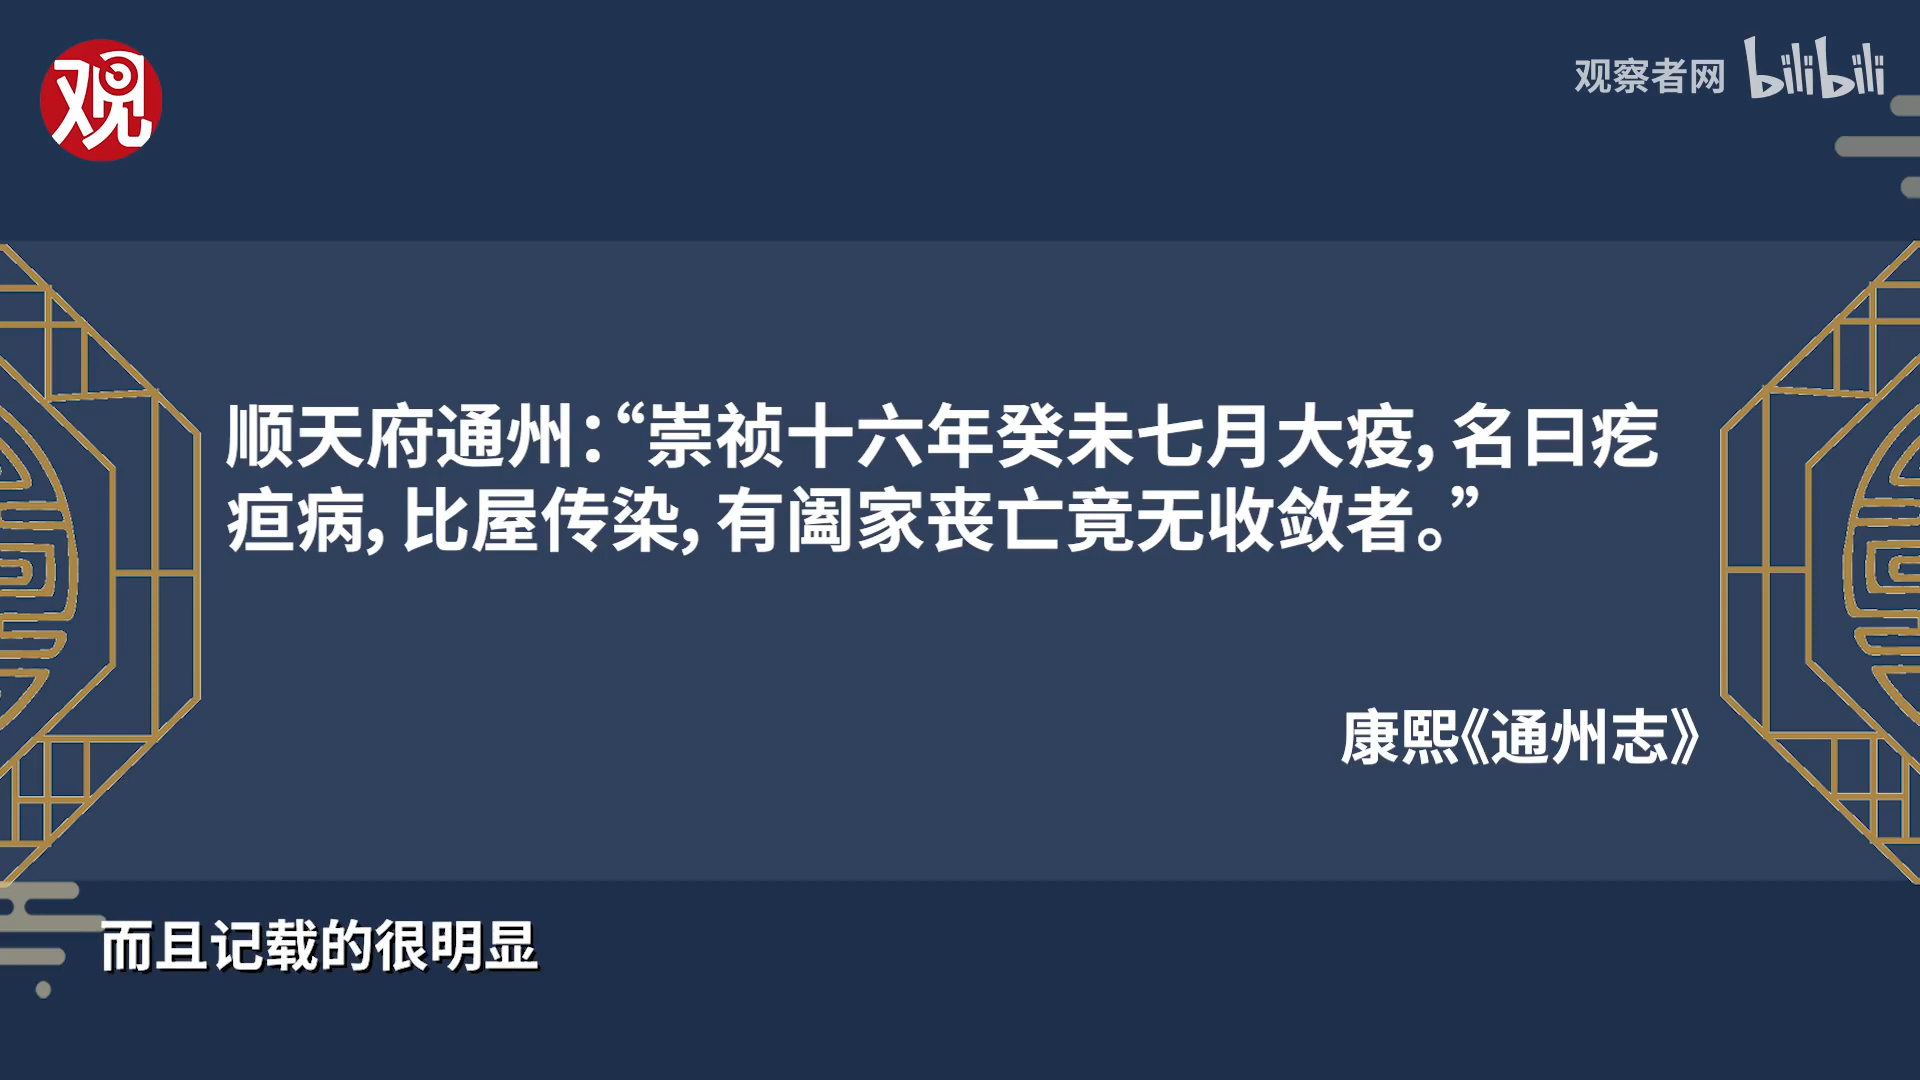 观
观察者网 bilibili
顺天府通州：“崇祯十六年癸未七月大疫，名曰疙
疸病，比屋传染，有阖家丧亡竟无收敛者。”
康熙《通州志》
而且记载的很明显